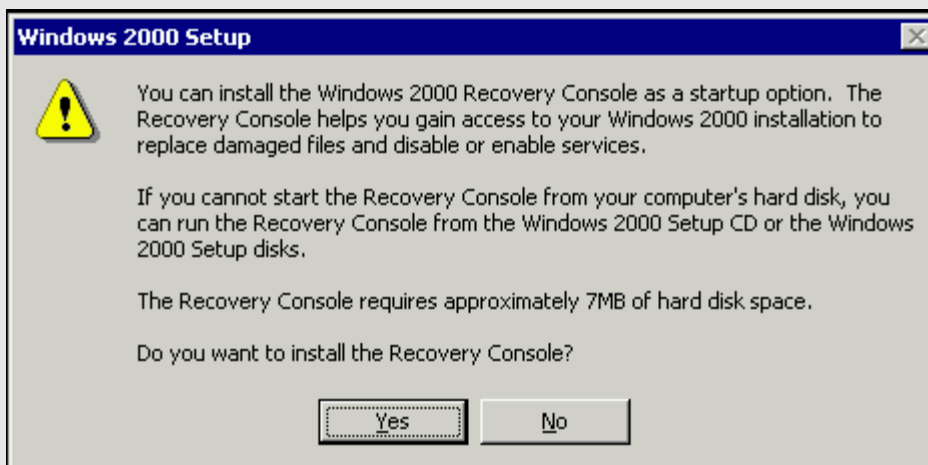 Windows 2000 Setup
You can install the Windows 2000 Recovery Console as a startup option. The
Recovery Console helps you gain access to your Windows 2000 installation to
replace damaged files and disable or enable services.
If you cannot start the Recovery Console from your computer's hard disk, you
can run the Recovery Console from the Windows 2000 Setup CD or the Windows
2000 Setup disks.
The Recovery Console requires approximately 7MB of hard disk space.
Do you want to install the Recovery Console?
Yes No